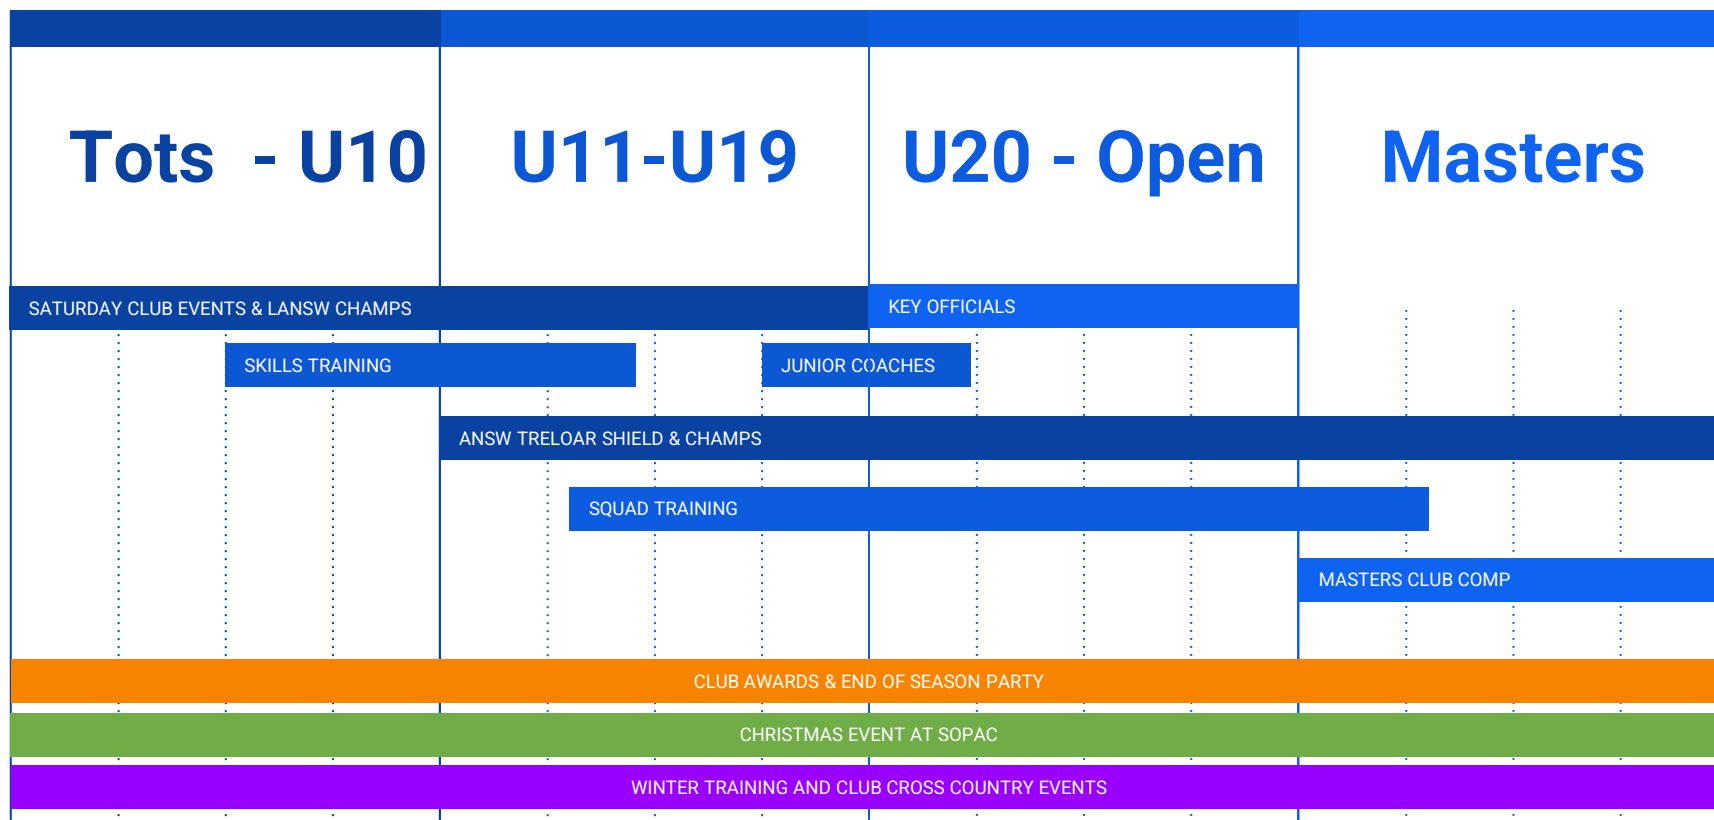 Tots - U10
U11-U19
U20 - Open
Masters
SATURDAY CLUB EVENTS & LANSW CHAMPS
KEY OFFICIALS
SKILLS TRAINING
JUNIOR COACHES
ANSW TRELOAR SHIELD & CHAMPS
SQUAD TRAINING
MASTERS CLUB COMP
CLUB AWARDS & END OF SEASON PARTY
CHRISTMAS EVENT AT SOPAC
WINTER TRAINING AND CLUB CROSS COUNTRY EVENTS